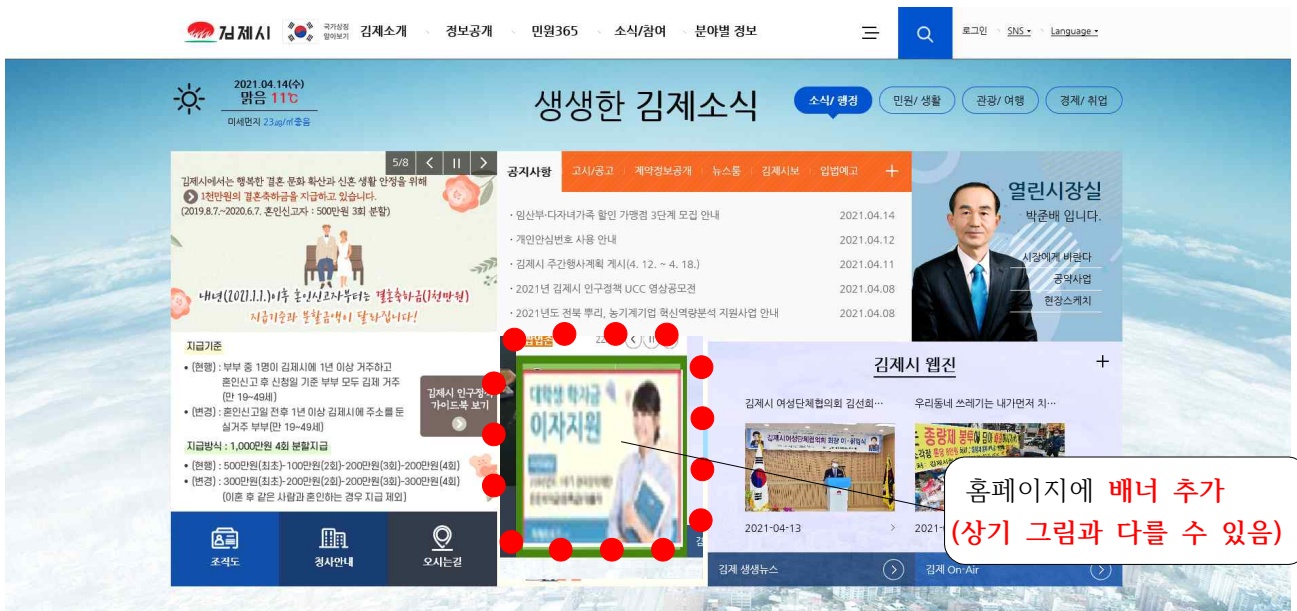 김제시
국가상징
알아보기
김제소개
정보공개
민원365
소식/참여
분야별 정보
로그인
SNS
Language
2021.04.14(수)
맑음 11℃
미세먼지 23㎍/㎥좋음
생생한 김제소식
소식/ 행정
민원/ 생활
관광/ 여행
경제/ 취업
5/8
김제시에서는 행복한 결혼 문화 확산과 신혼 생활 안정을 위해
1천만원의 결혼축하금을 지급하고 있습니다.
(2019.8.7.~2020.6.7. 혼인신고자 : 500만원 3회 분할)
내년(2021.1.1.)이후 혼인신고자부터는 결혼축하금(1천만원)
지급기준과 분할금액이 달라집니다!
지급기준
• (현행) : 부부 중 1명이 김제시에 1년 이상 거주하고
혼인신고 후 신청일 기준 부부 모두 김제 거주
(만 19~49세)
• (변경) : 혼인신고일 전후 1년 이상 김제시에 주소를 둔
실거주 부부(만 19~49세)
지급방식 : 1,000만원 4회 분할지급
• (현행) : 500만원(최초)-100만원(2회)-200만원(3회)-200만원(4회)
• (변경) : 300만원(최초)-200만원(2회)-200만원(3회)-300만원(4회)
(이혼 후 같은 사람과 혼인하는 경우 지급 제외)
김제시 인구정책
가이드북 보기
조직도
청사안내
오시는길
공지사항
고시/공고
계약정보공개
뉴스룸
김제시보
입법예고
· 임산부·다자녀가족 할인 가맹점 3단계 모집 안내 2021.04.14
· 개인안심번호 사용 안내 2021.04.12
· 김제시 주간행사계획 게시(4. 12. ~ 4. 18.) 2021.04.11
· 2021년 김제시 인구정책 UCC 영상공모전 2021.04.08
· 2021년도 전북 뿌리, 농기계기업 혁신역량분석 지원사업 안내 2021.04.08
열린시장실
박준배 입니다.
시장에게 바란다
공약사업
현장스케치
대학생 학자금
이자지원
김제시 웹진
김제시 여성단체협의회 김선회···
우리동네 쓰레기는 내가먼저 치···
2021-04-13
김제 생생뉴스
김제 On-Air
홈페이지에 배너 추가
(상기 그림과 다를 수 있음)